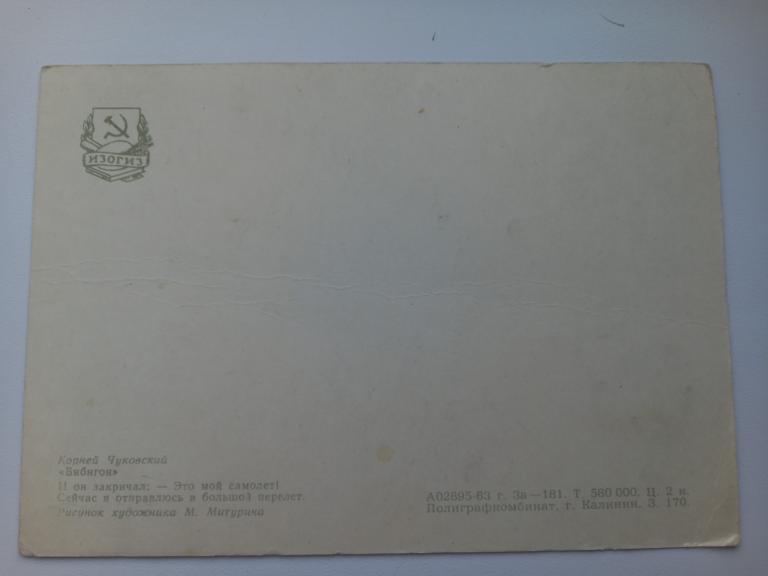 ИЗОГИЗ
Корней Чуковский
«Бибигон»
И он закричал: — Это мой самолет!
Сейчас я отправлюсь в большой перелет.
Рисунок художника М. Митурича
А02895-63 г. За—181. Т. 580 000. Ц. 2 к.
Полиграфкомбинат, г. Калинин. З. 170.